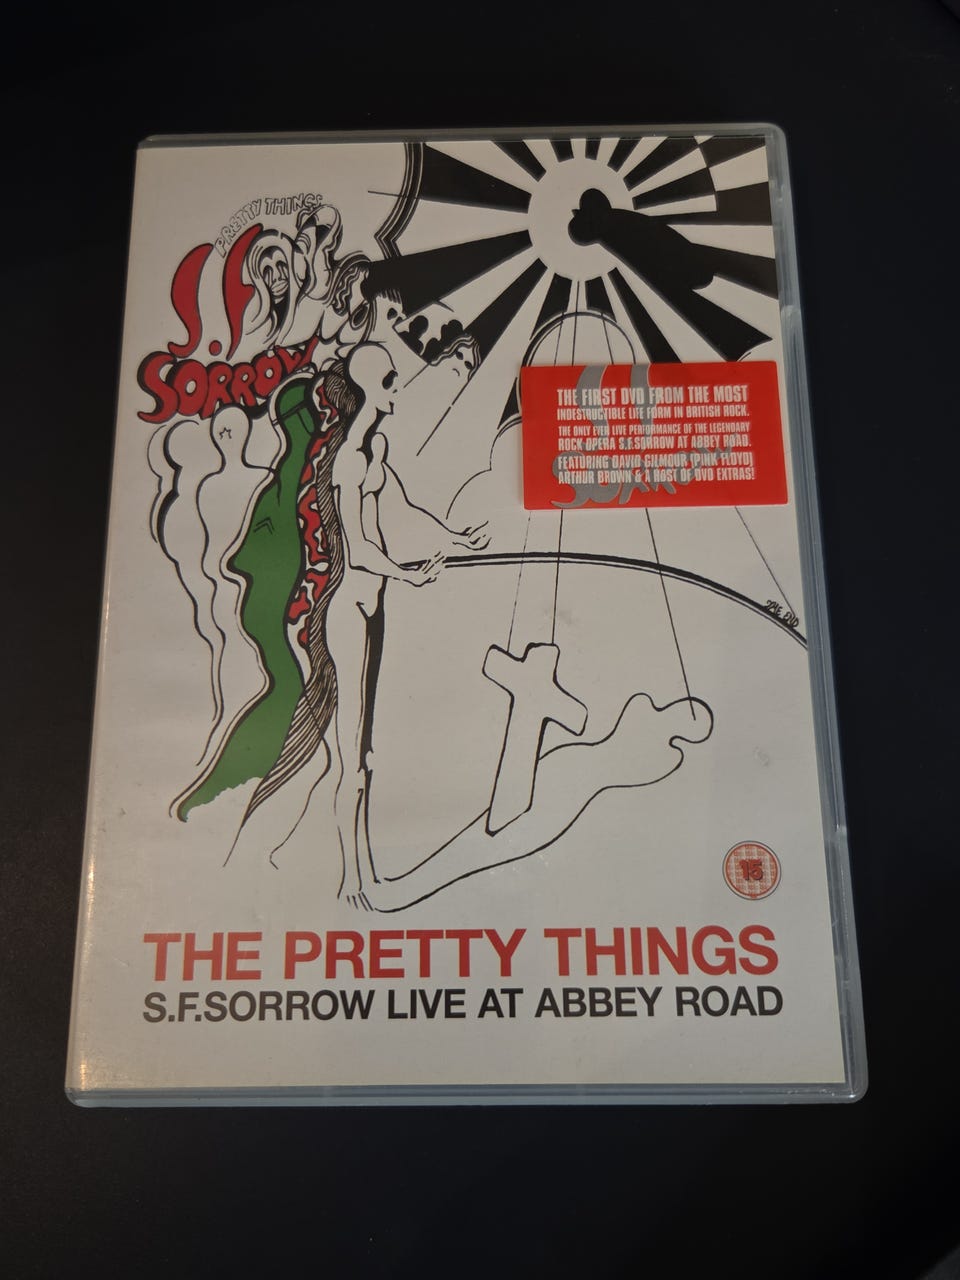 PRETTY THINGS
S.F.
SORROW
THE FIRST DVD FROM THE MOST
INDESTRUCTIBLE LIFE FORM IN BRITISH ROCK.
THE ONLY EVER LIVE PERFORMANCE OF THE LEGENDARY
ROCK OPERA S.F.SORROW AT ABBEY ROAD.
FEATURING DAVID GILMOUR (PINK FLOYD)
ARTHUR BROWN & A HOST OF DVD EXTRAS!
THE END
15
THE PRETTY THINGS
S.F.SORROW LIVE AT ABBEY ROAD